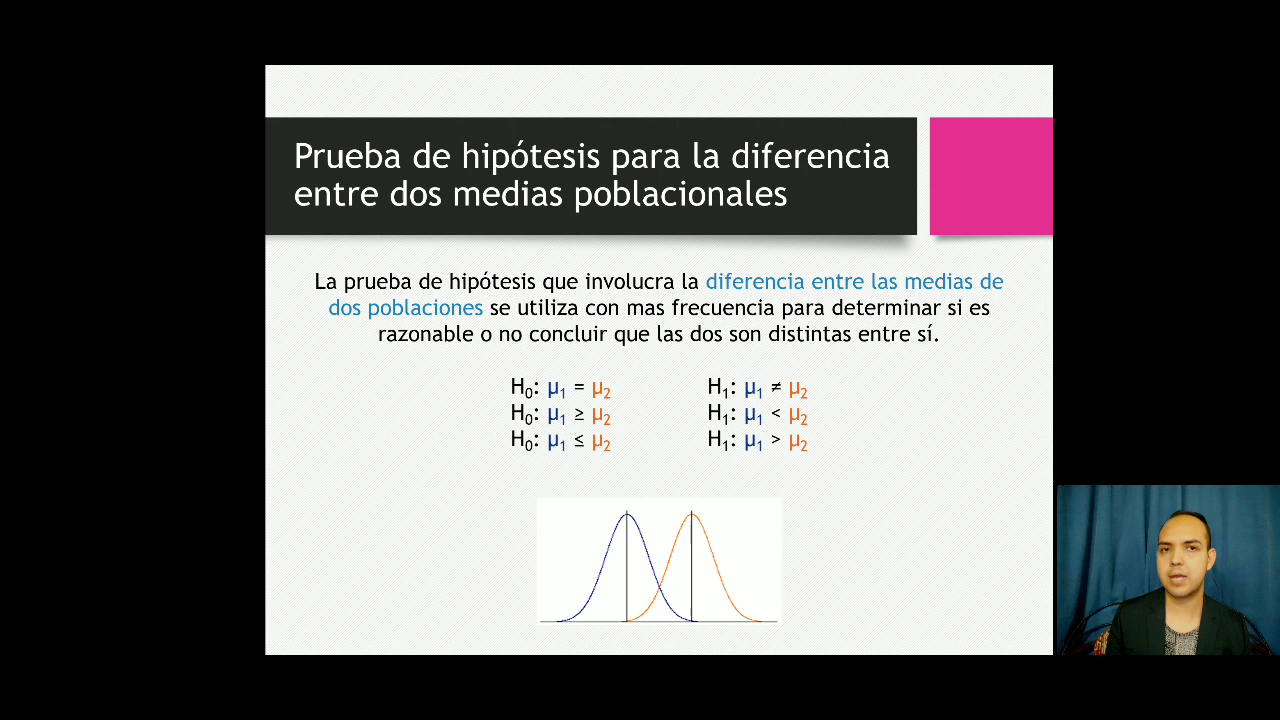 Prueba de hipótesis para la diferencia
entre dos medias poblacionales
La prueba de hipótesis que involucra la diferencia entre las medias de
dos poblaciones se utiliza con mas frecuencia para determinar si es
razonable o no concluir que las dos son distintas entre sí.
H₀: µ₁ = µ₂ H₁: µ₁ ≠ µ₂
H₀: µ₁ ≥ µ₂ H₁: µ₁ < µ₂
H₀: µ₁ ≤ µ₂ H₁: µ₁ > µ₂